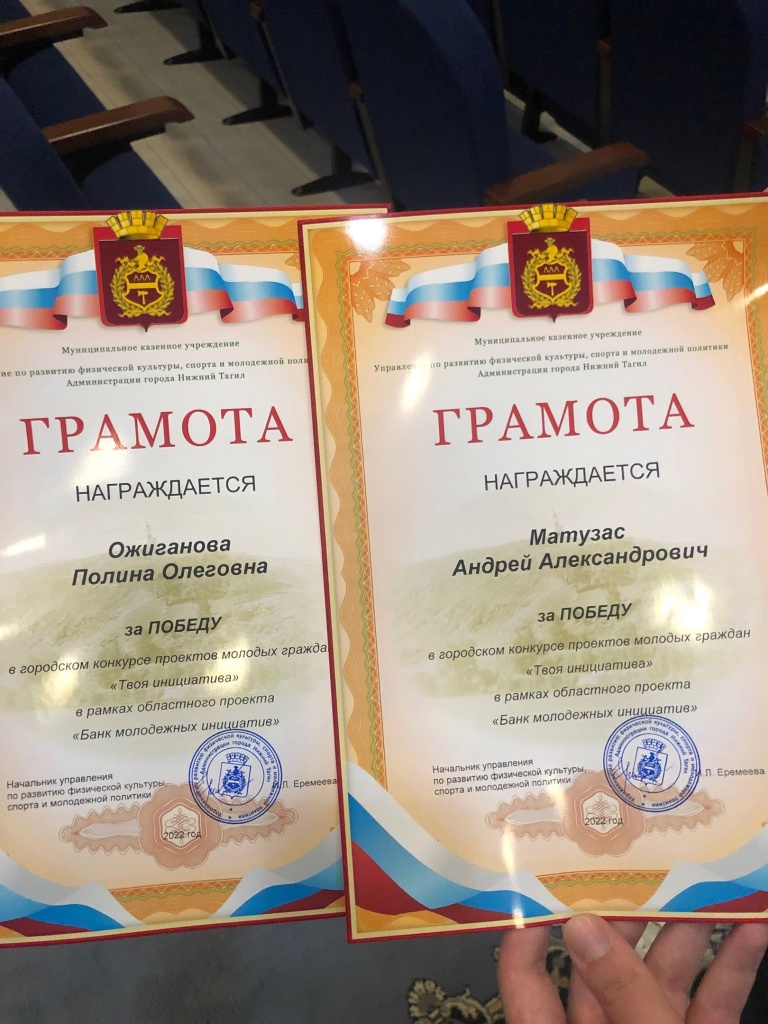 Муниципальное казенное учреждение
по развитию физической культуры, спорта и молодежной
Администрации города Нижний Тагил
ГРАМОТА
НАГРАЖДАЕТСЯ
Ожиганова
Полина Олеговна
за ПОБЕДУ
в городском конкурсе проектов молодых гражда
«Твоя инициатива»
в рамках областного проекта
«Банк молодежных инициатив»
Начальник управления
по развитию физической культуры,
спорта и молодежной политики
Л. Еремеева
2022 год
Муниципальное казенное учреждение
Управле по развитию физической культуры, спорта и молодежной политики
Администрации города Нижний Тагил
ГРАМОТА
НАГРАЖДАЕТСЯ
Матузас
Андрей Александрович
за ПОБЕДУ
в городском конкурсе проектов молодых граждан
«Твоя инициатива»
в рамках областного проекта
«Банк молодежных инициатив»
Начальник управления
по развитию физической культуры,
спорта и молодежной политики
Л. Еремеева
2022 год